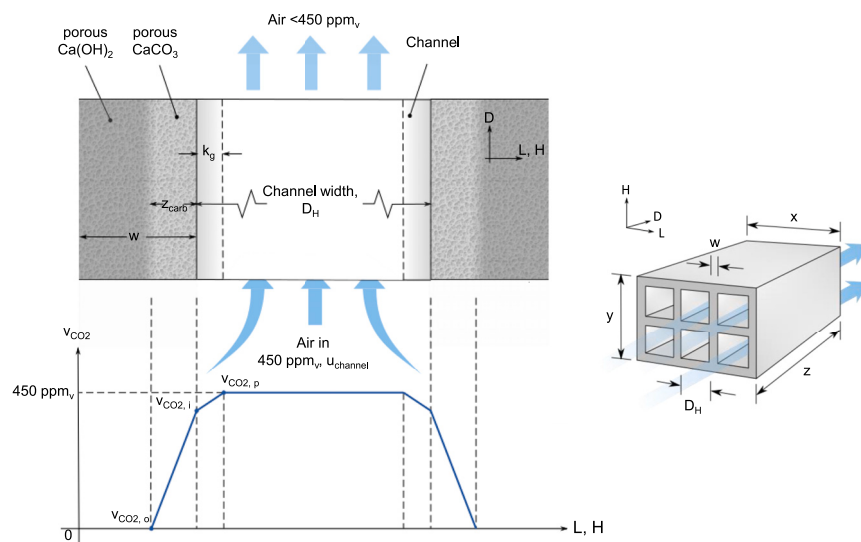 Air <450 ppmv
porous
Ca(OH)2
porous
CaCO3
Channel
D
L, H
kg
zcarb
Channel width,
DH
w
Air in
450 ppmv, uchannel
vCO2
450 ppmv
vCO2, p
vCO2, i
vCO2, ol
0
L, H
H
D
L
x
w
y
z
DH